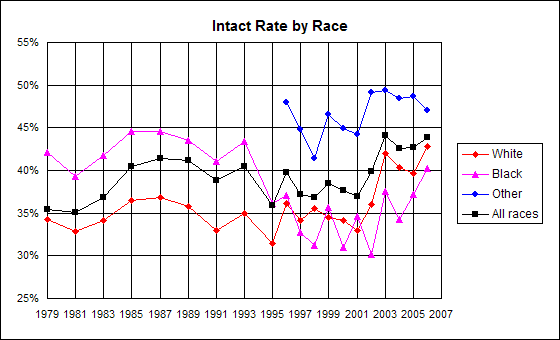 Intact Rate by Race
55%
50%
45%
40%
35%
30%
25%
1979 1981 1983 1985 1987 1989 1991 1993 1995 1997 1999 2001 2003 2005 2007
White
Black
Other
All races